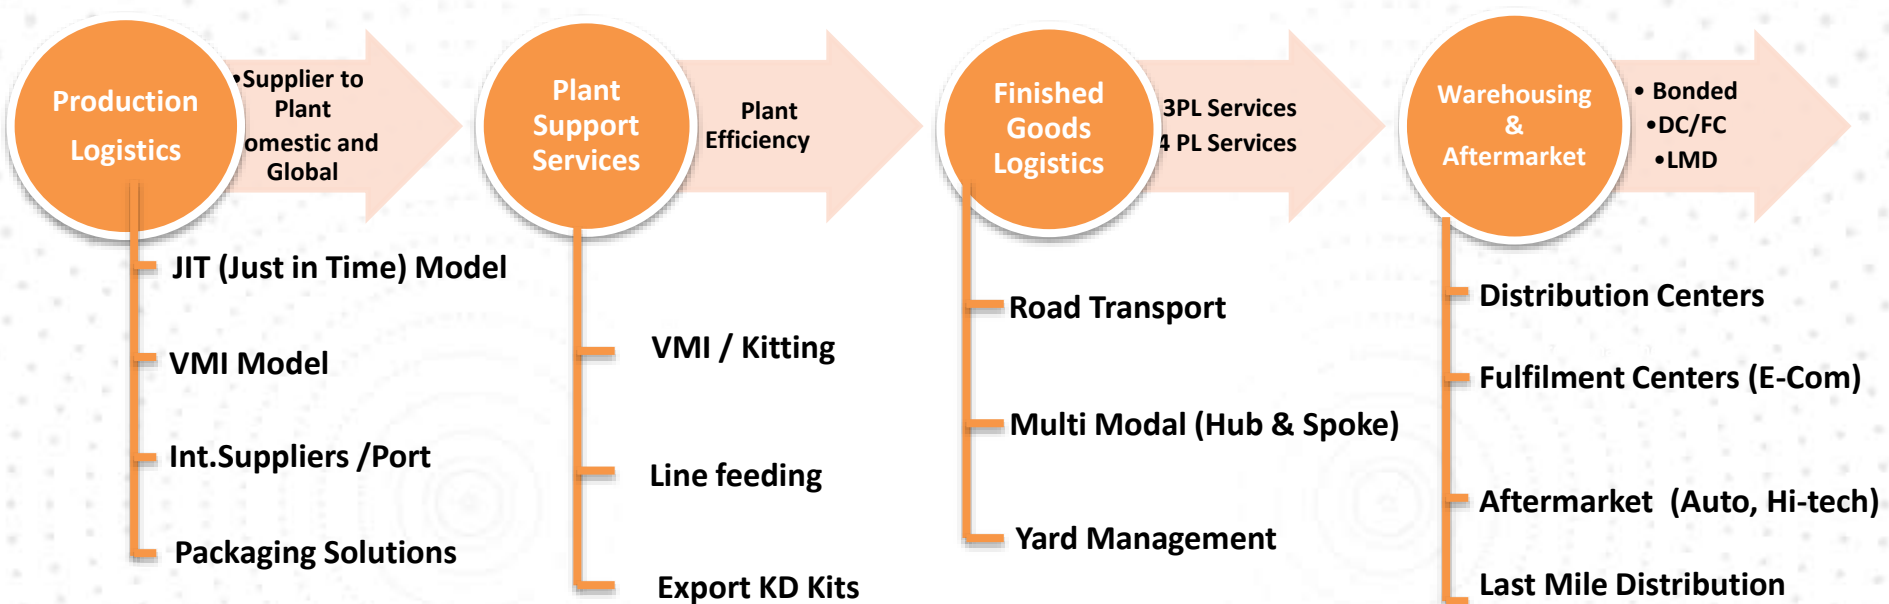 Production
Logistics
•Supplier to
Plant
omestic and
Global
JIT (Just in Time) Model
VMI Model
Int.Suppliers /Port
Packaging Solutions
Plant
Support
Services
Plant
Efficiency
VMI / Kitting
Line feeding
Export KD Kits
Finished
Goods
Logistics
3PL Services
4 PL Services
Road Transport
Multi Modal (Hub & Spoke)
Yard Management
Warehousing
&
Aftermarket
• Bonded
•DC/FC
•LMD
Distribution Centers
Fulfilment Centers (E-Com)
Aftermarket (Auto, Hi-tech)
Last Mile Distribution